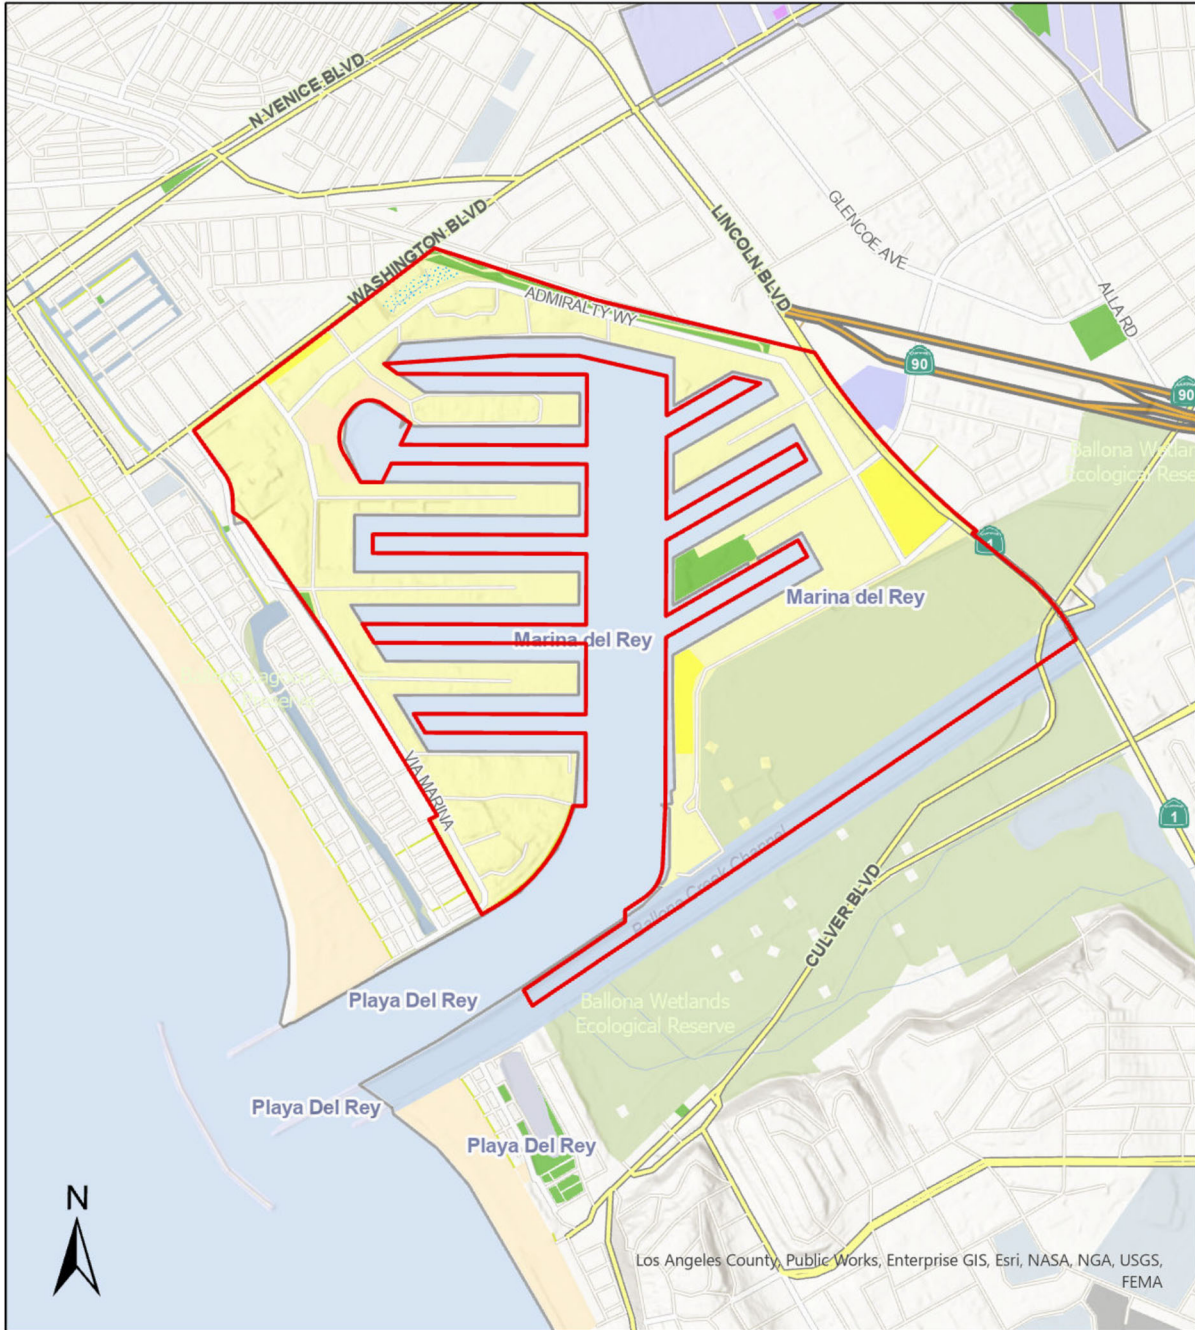 N VENICE BLVD
WASHINGTON BLVD
LINCOLN BLVD
GLENCOE AVE
ALLA RD
ADMIRALTY WY
90
90
Ballona
Ecological
1
Marina del Rey
Marina del Rey
VIA MARINA
1
Ballona Creek Channel
CULVER BLVD
Playa Del Rey
Ballona Wetlands
Ecological Reserve
Playa Del Rey
Playa Del Rey
N
Los Angeles County, Public Works, Enterprise GIS, Esri, NASA, NGA, USGS,
FEMA